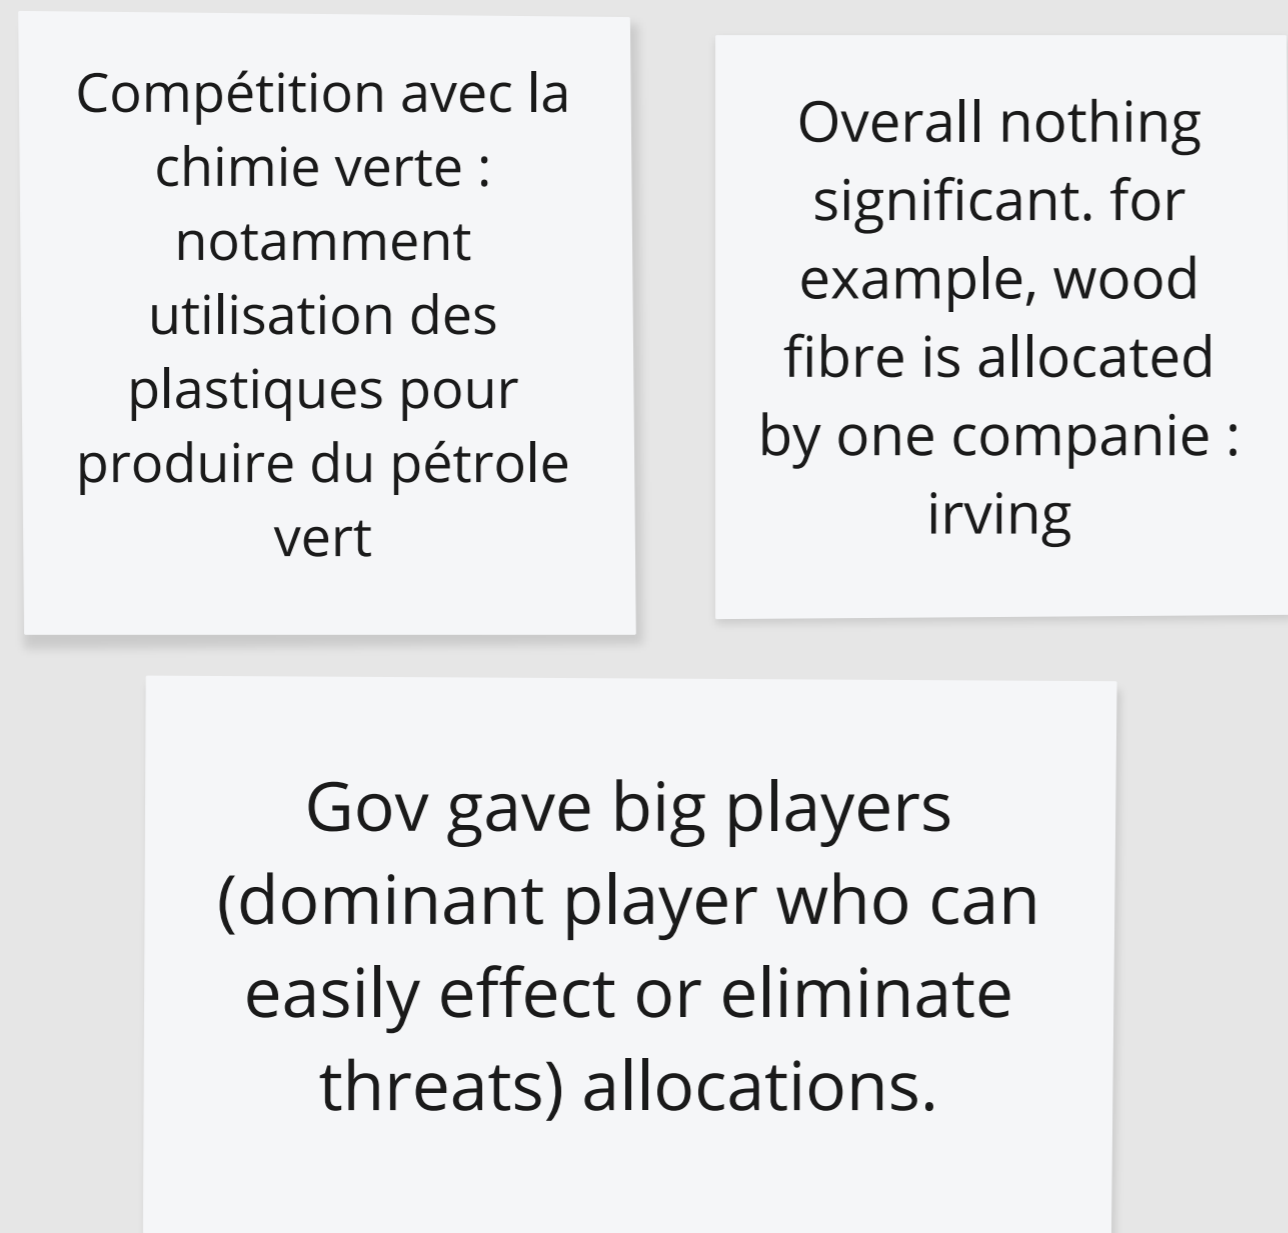 Compétition avec la
chimie verte :
notamment
utilisation des
plastiques pour
produire du pétrole
vert
Overall nothing
significant. for
example, wood
fibre is allocated
by one companie :
irving
Gov gave big players
(dominant player who can
easily effect or eliminate
threats) allocations.